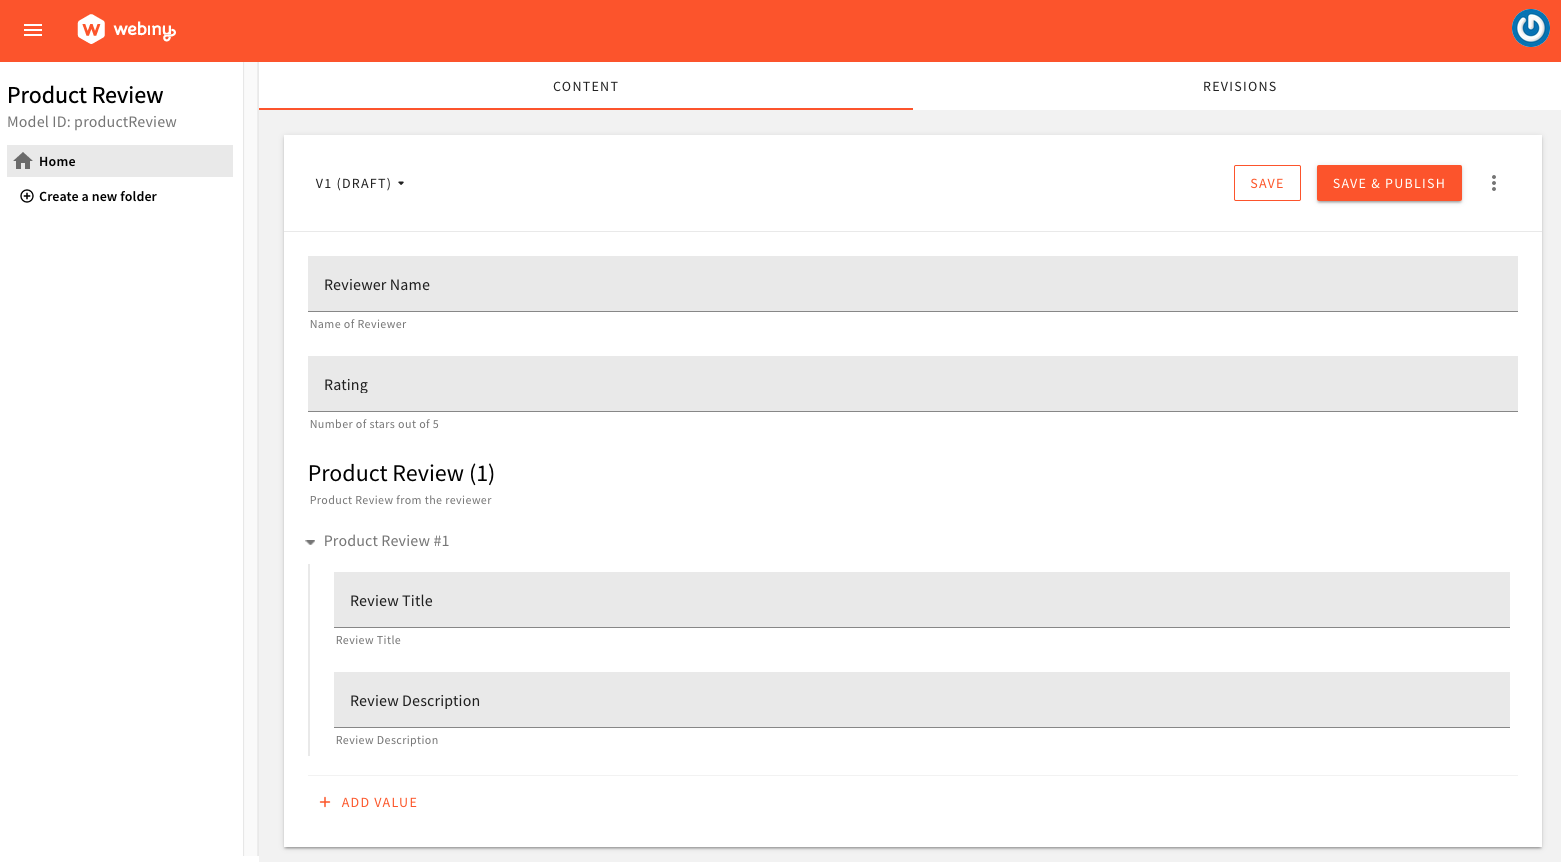 webiny
Product Review
Model ID: productReview
Home
Create a new folder
CONTENT
REVISIONS
V1 (DRAFT)
SAVE
SAVE & PUBLISH
Reviewer Name
Name of Reviewer
Rating
Number of stars out of 5
Product Review (1)
Product Review from the reviewer
Product Review #1
Review Title
Review Title
Review Description
Review Description
+ ADD VALUE